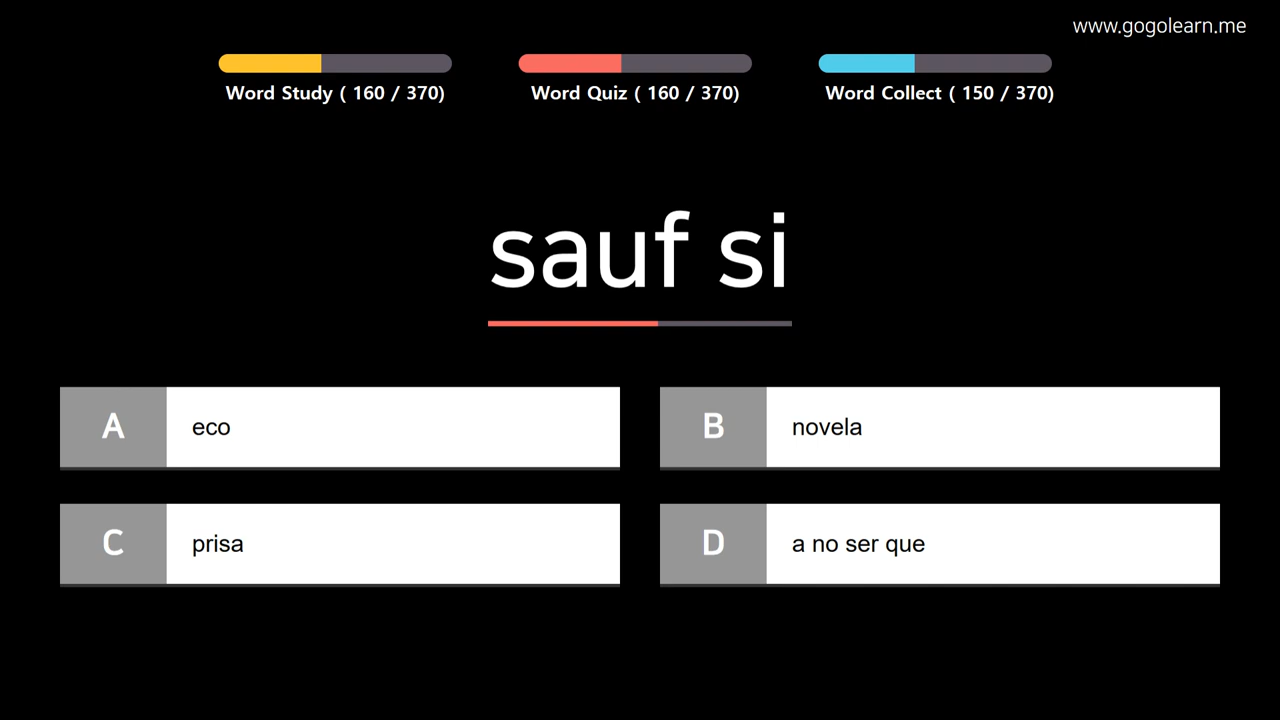 www.gogolearn.me
Word Study ( 160 / 370)
Word Quiz ( 160 / 370)
Word Collect ( 150 / 370)
sauf si
A eco
B novela
C prisa
D a no ser que